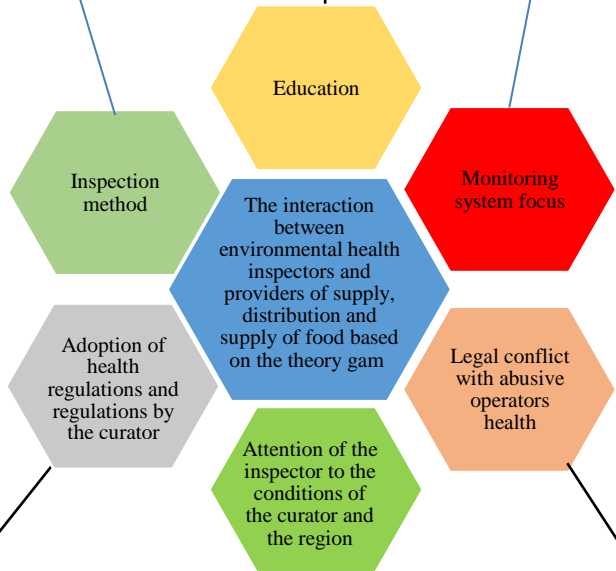 Education
Inspection
method
Monitoring
system focus
The interaction
between
environmental health
inspectors and
providers of supply,
distribution and
supply of food based
on the theory gam
Adoption of
health
regulations and
regulations by
the curator
Legal conflict
with abusive
operators
health
Attention of the
inspector to the
conditions of
the curator and
the region